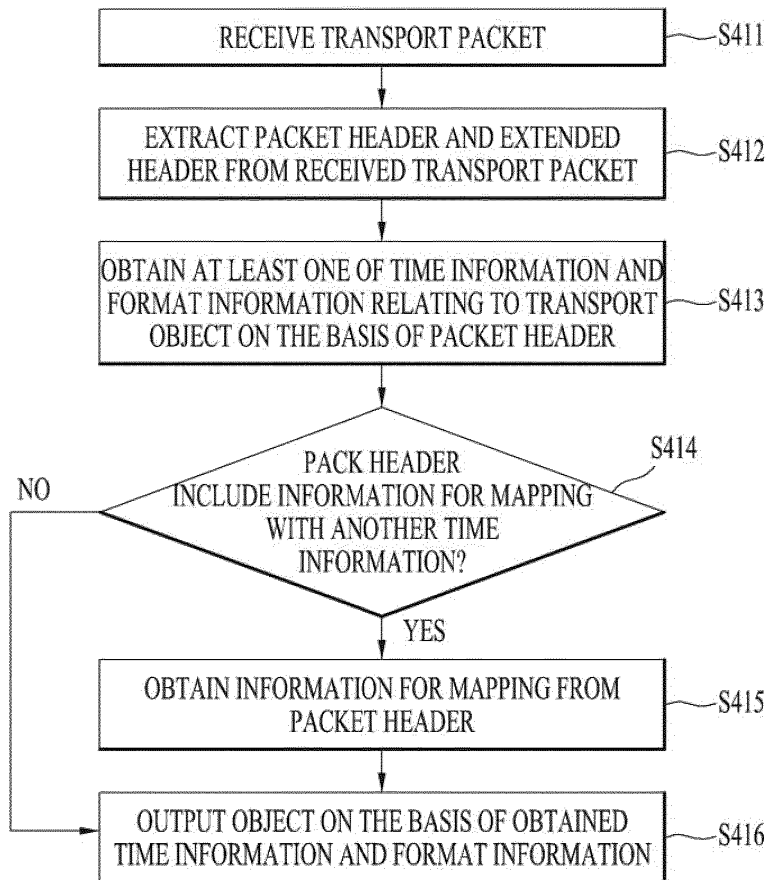 RECEIVE TRANSPORT PACKET
S411
EXTRACT PACKET HEADER AND EXTENDED
HEADER FROM RECEIVED TRANSPORT PACKET
S412
OBTAIN AT LEAST ONE OF TIME INFORMATION AND
FORMAT INFORMATION RELATING TO TRANSPORT
OBJECT ON THE BASIS OF PACKET HEADER
S413
S414
PACK HEADER
INCLUDE INFORMATION FOR MAPPING
WITH ANOTHER TIME
INFORMATION?
NO
YES
OBTAIN INFORMATION FOR MAPPING FROM
PACKET HEADER
S415
OUTPUT OBJECT ON THE BASIS OF OBTAINED
TIME INFORMATION AND FORMAT INFORMATION
S416